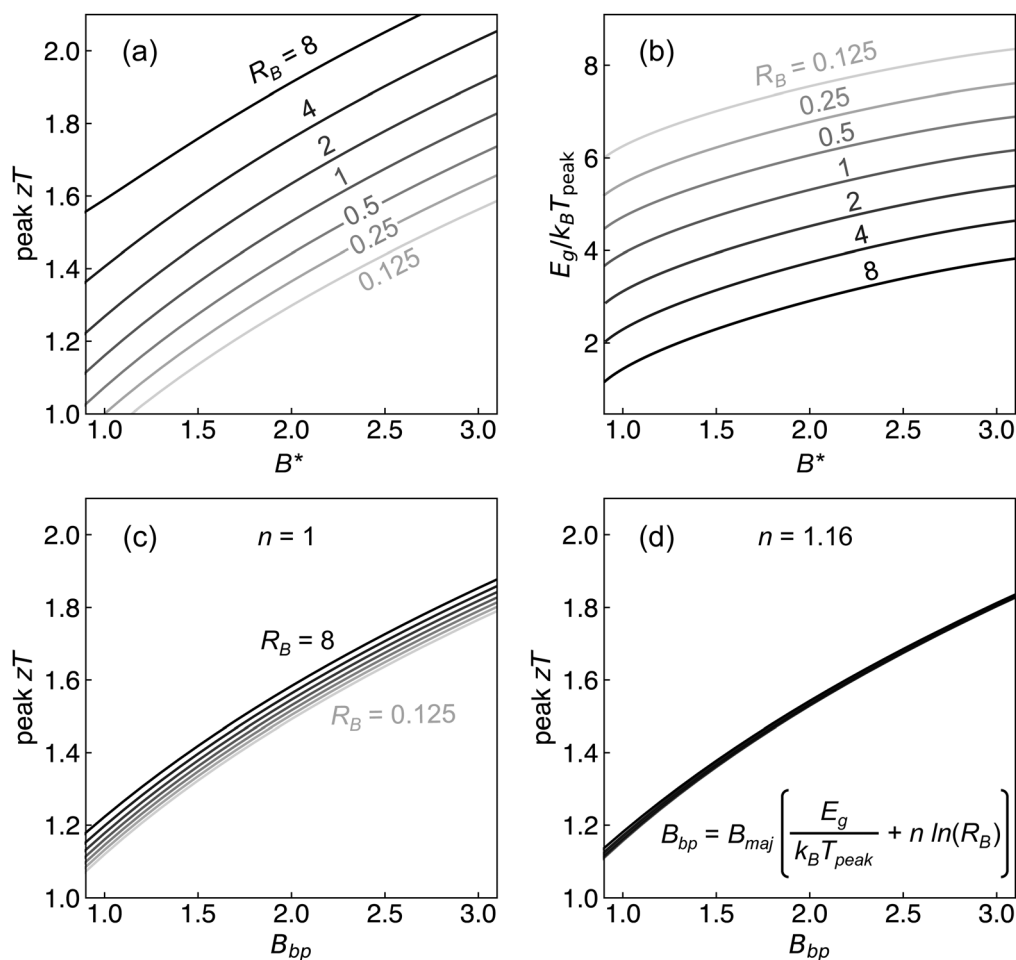 (a)
peak zT
2.0
1.8
1.6
1.4
1.2
1.0
R_B = 8
4
2
1
0.5
0.25
0.125
1.0 1.5 2.0 2.5 3.0
B*
(b)
E_g/k_BT_peak
8
6
4
2
R_B = 0.125
0.25
0.5
1
2
4
8
1.0 1.5 2.0 2.5 3.0
B*
(c)
n = 1
peak zT
2.0
1.8
1.6
1.4
1.2
1.0
R_B = 8
R_B = 0.125
1.0 1.5 2.0 2.5 3.0
B_bp
(d)
n = 1.16
peak zT
2.0
1.8
1.6
1.4
1.2
1.0
B_bp = B_maj [ E_g / k_BT_peak + n ln(R_B) ]
1.0 1.5 2.0 2.5 3.0
B_bp